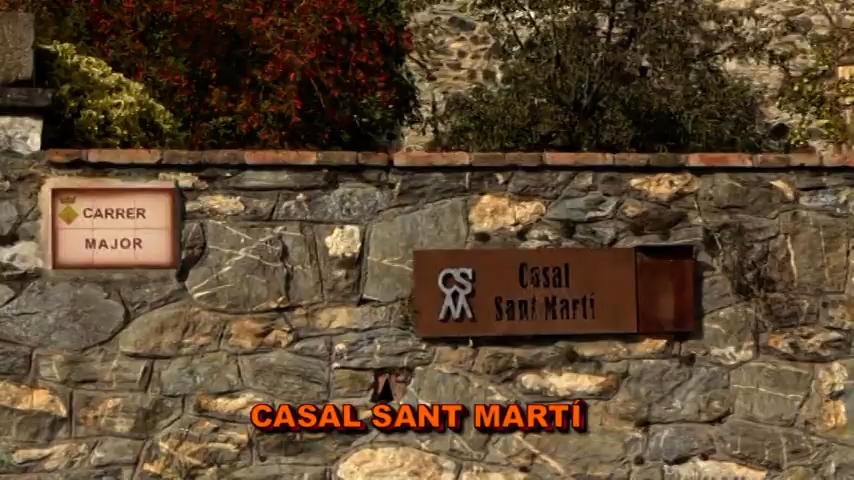 CARRER
MAJOR
CSM
Casal
Sant Martí
CASAL SANT MARTÍ